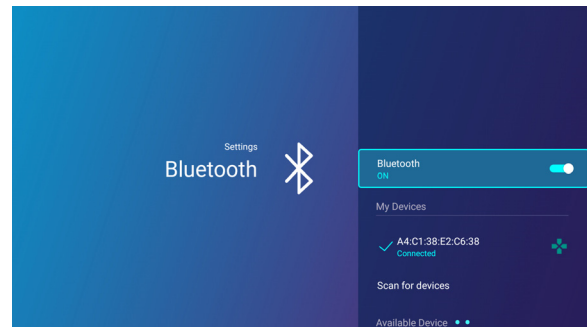 Settings
Bluetooth
Bluetooth
ON
My Devices
A4:C1:38:E2:C6:38
Connected
Scan for devices
Available Device